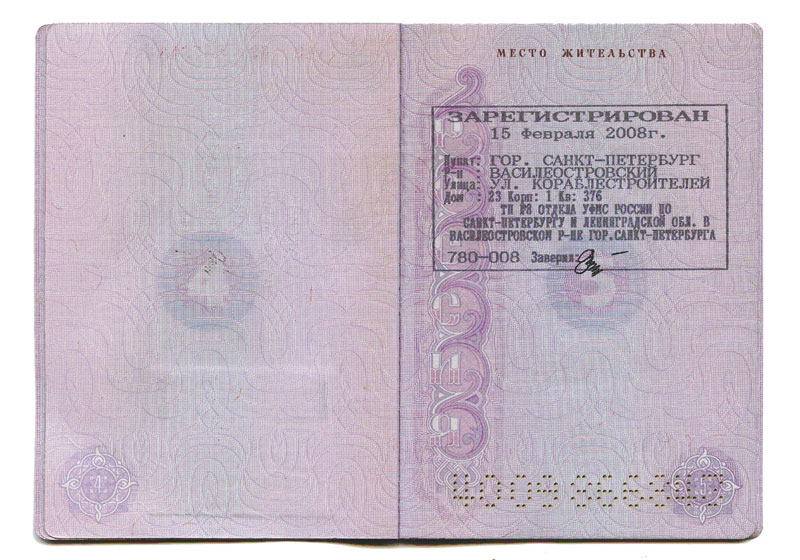 МЕСТО ЖИТЕЛЬСТВА
ЗАРЕГИСТРИРОВАН
15 Февраля 2008г.
Пункт: ГОР. САНКТ-ПЕТЕРБУРГ
Р-н : ВАСИЛЕОСТРОВСКИЙ
Улица: УЛ. КОРАБЛЕСТРОИТЕЛЕЙ
Дом : 23 Корп: 1 Кв: 376
ТП №8 ОТДЕЛА УФМС РОССИИ ПО
САНКТ-ПЕТЕРБУРГУ И ЛЕНИНГРАДСКОЙ ОБЛ. В
ВАСИЛЕОСТРОВСКОМ Р-НЕ ГОР.САНКТ-ПЕТЕРБУРГА
780-008 Заверил: